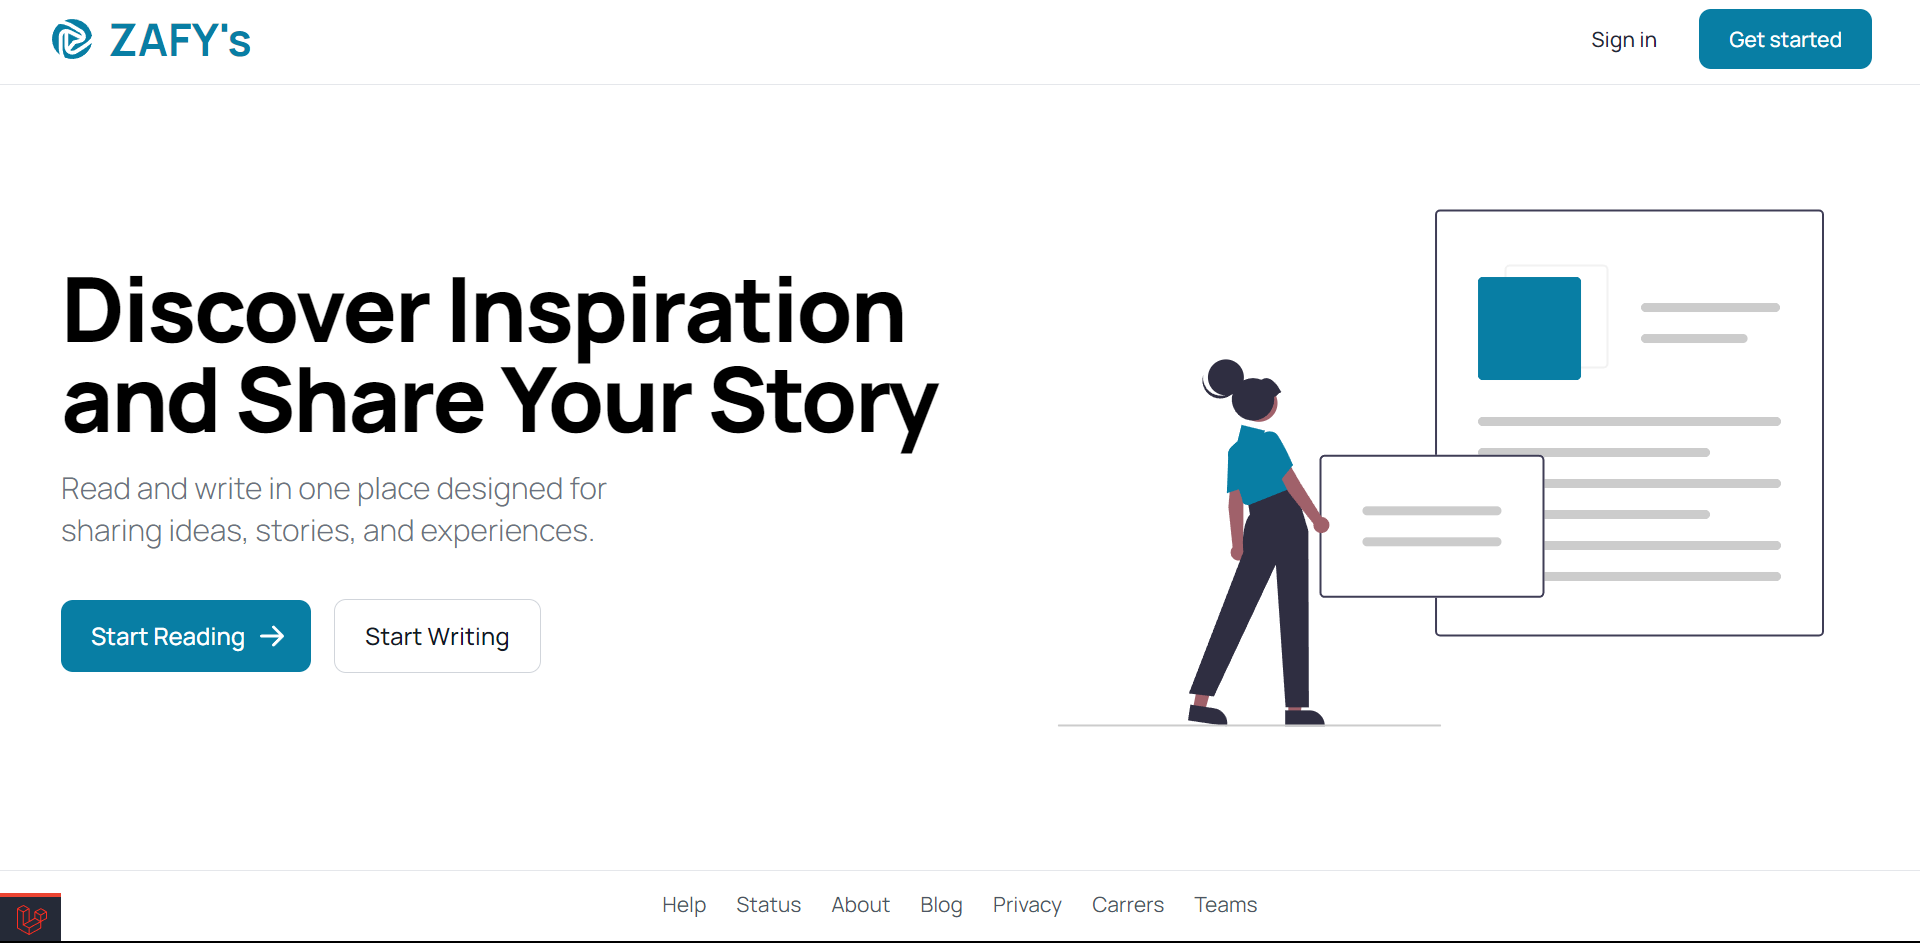 ZAFY's
Sign in
Get started
Discover Inspiration
and Share Your Story
Read and write in one place designed for
sharing ideas, stories, and experiences.
Start Reading
Start Writing
Help Status About Blog Privacy Carrers Teams